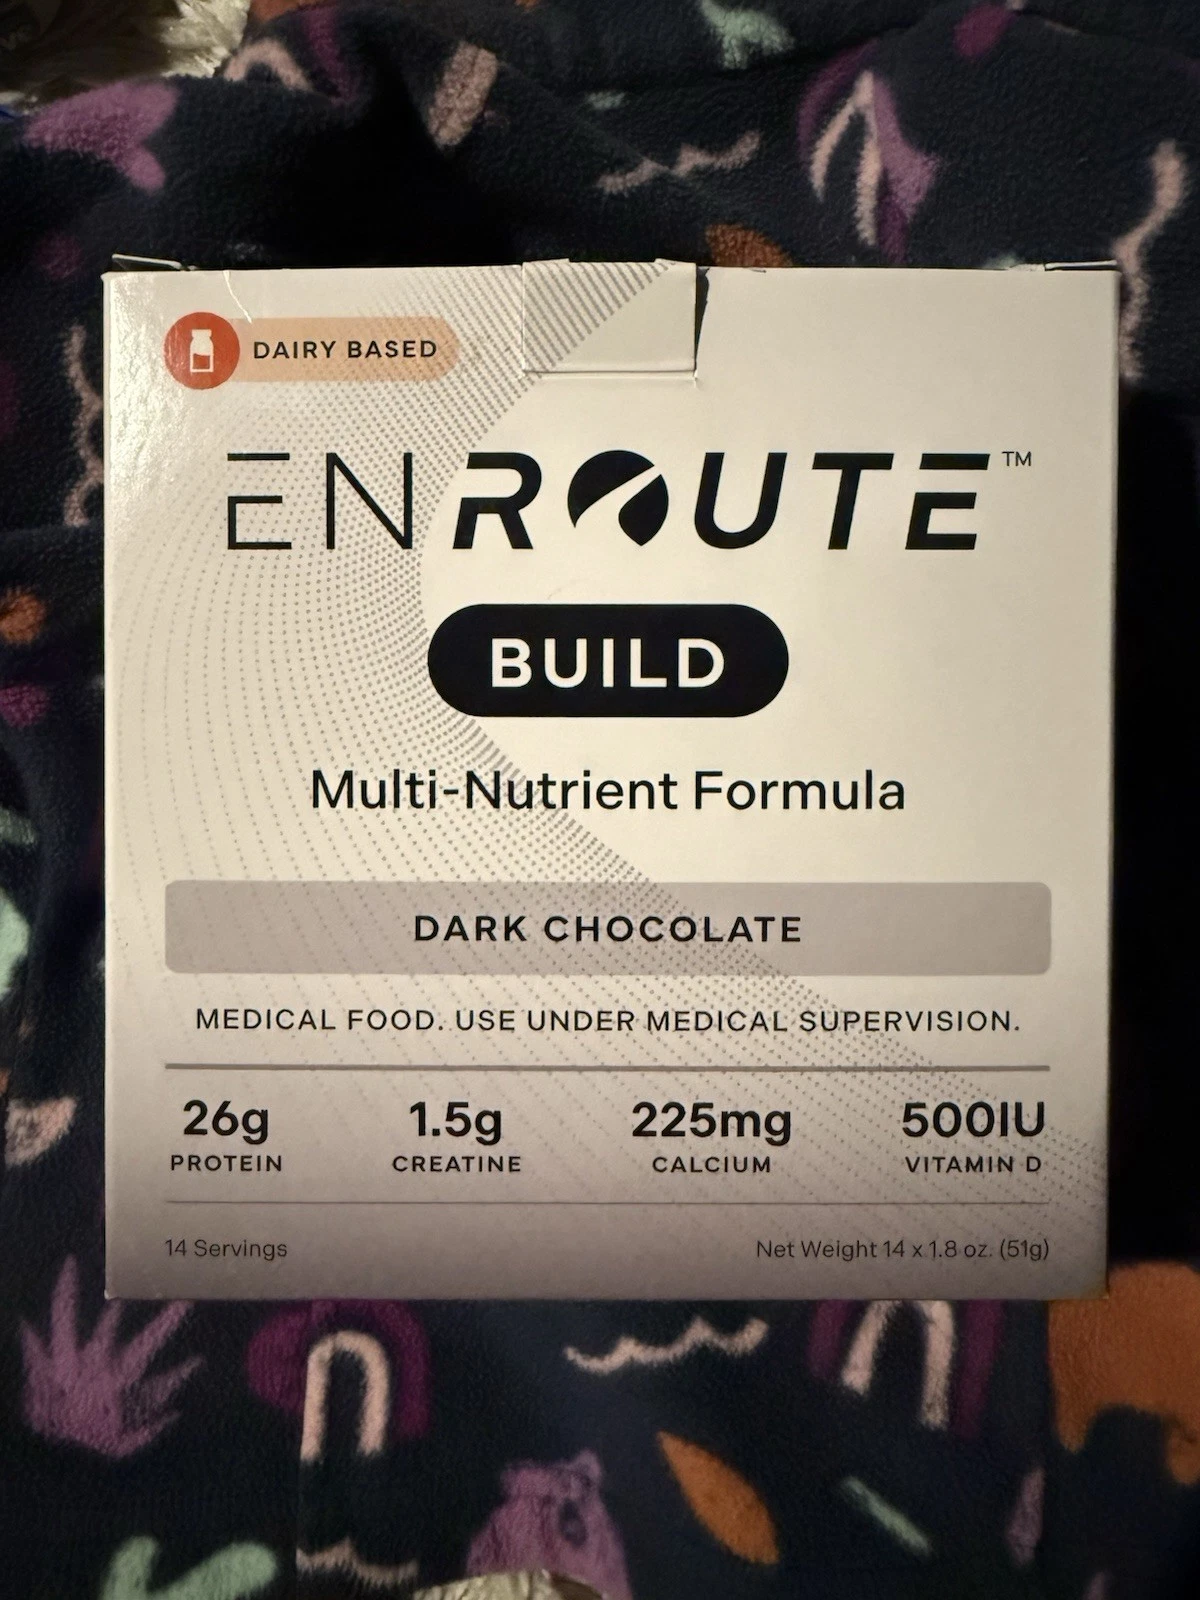 DAIRY BASED
ENROUTE™
BUILD
Multi-Nutrient Formula
DARK CHOCOLATE
MEDICAL FOOD. USE UNDER MEDICAL SUPERVISION.
26g 1.5g 225mg 500IU
PROTEIN CREATINE CALCIUM VITAMIN D
14 Servings Net Weight 14 x 1.8 oz. (51g)